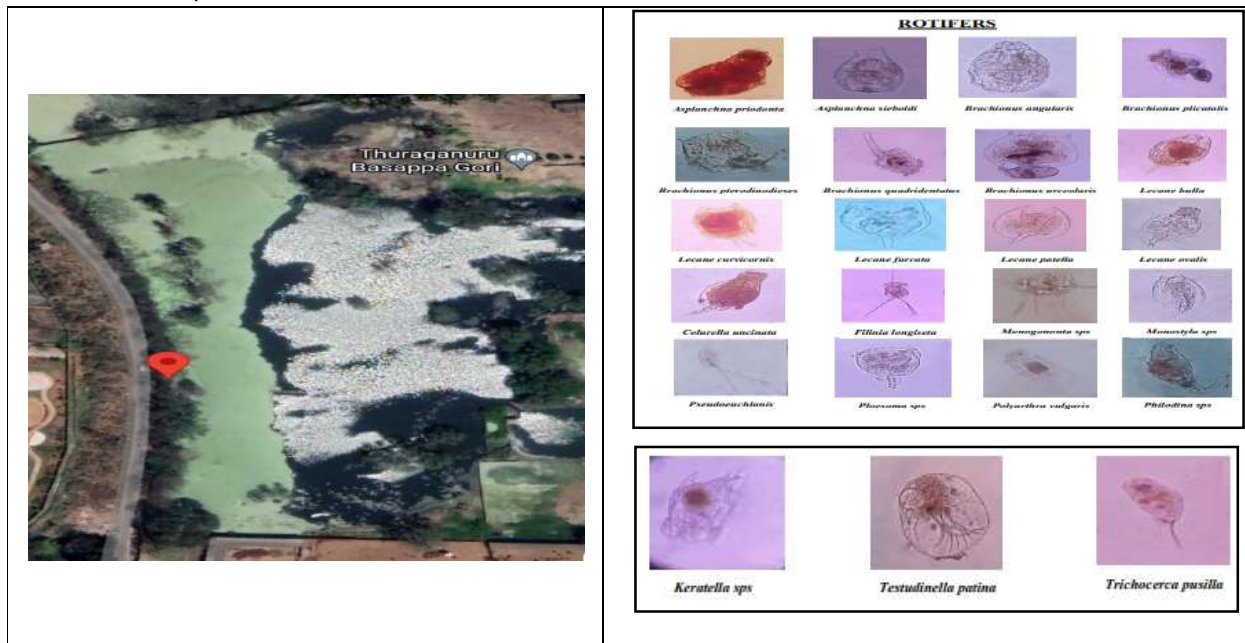 Thuraganuru
Basappa Gori
ROTIFERS
Asplanchna priodonta Asplanchna sieboldi Brachionus angularis Brachionus plicatalis
Brachionus pterodinodieses Brachionus quadridentatus Brachionus urceolaris Lecane bulla
Lecane curvicornis Lecane furcata Lecane patella Lecane ovalis
Colurella uncinata Filinia longiseta Monogononta sps Monostyla sps
Pseudoeuchlanis Ploesoma sps Polyarthra vulgaris Philodina sps
Keratella sps Testudinella patina Trichocerca pusilla